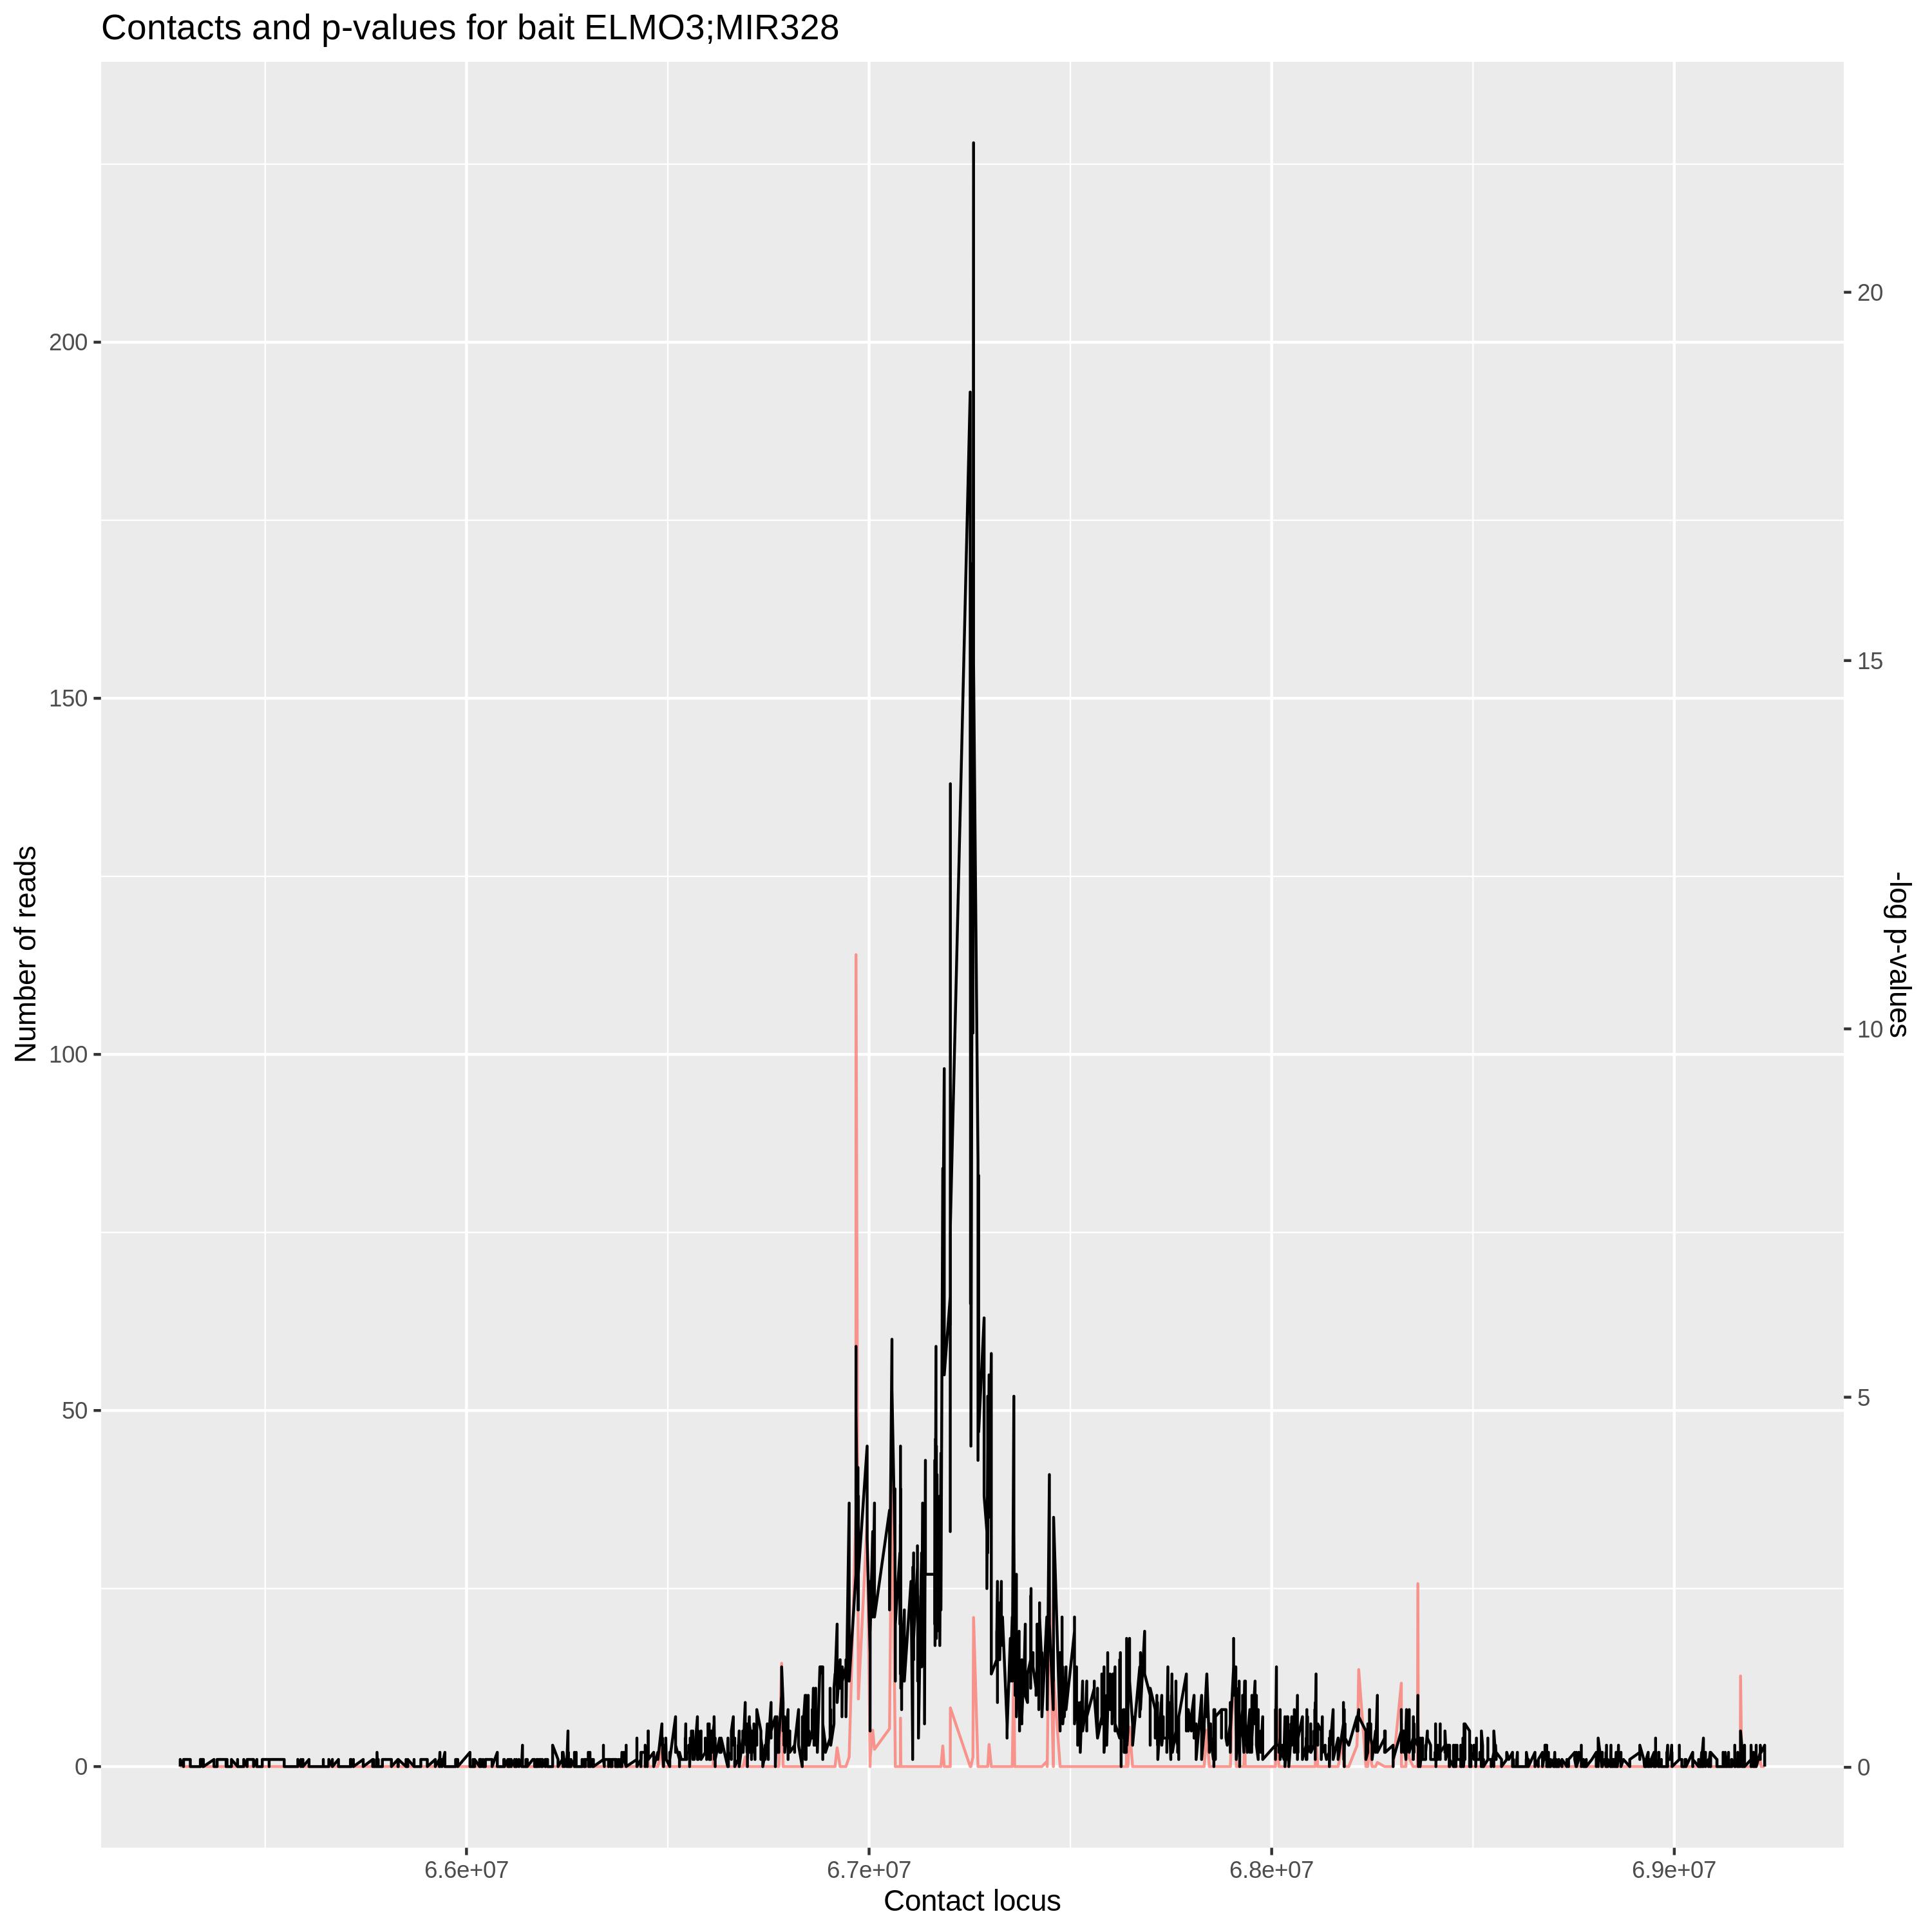 Contacts and p-values for bait ELMO3;MIR328
200
150
100
50
0
Number of reads
20
15
10
5
0
-log p-values
6.6e+07
6.7e+07
6.8e+07
6.9e+07
Contact locus